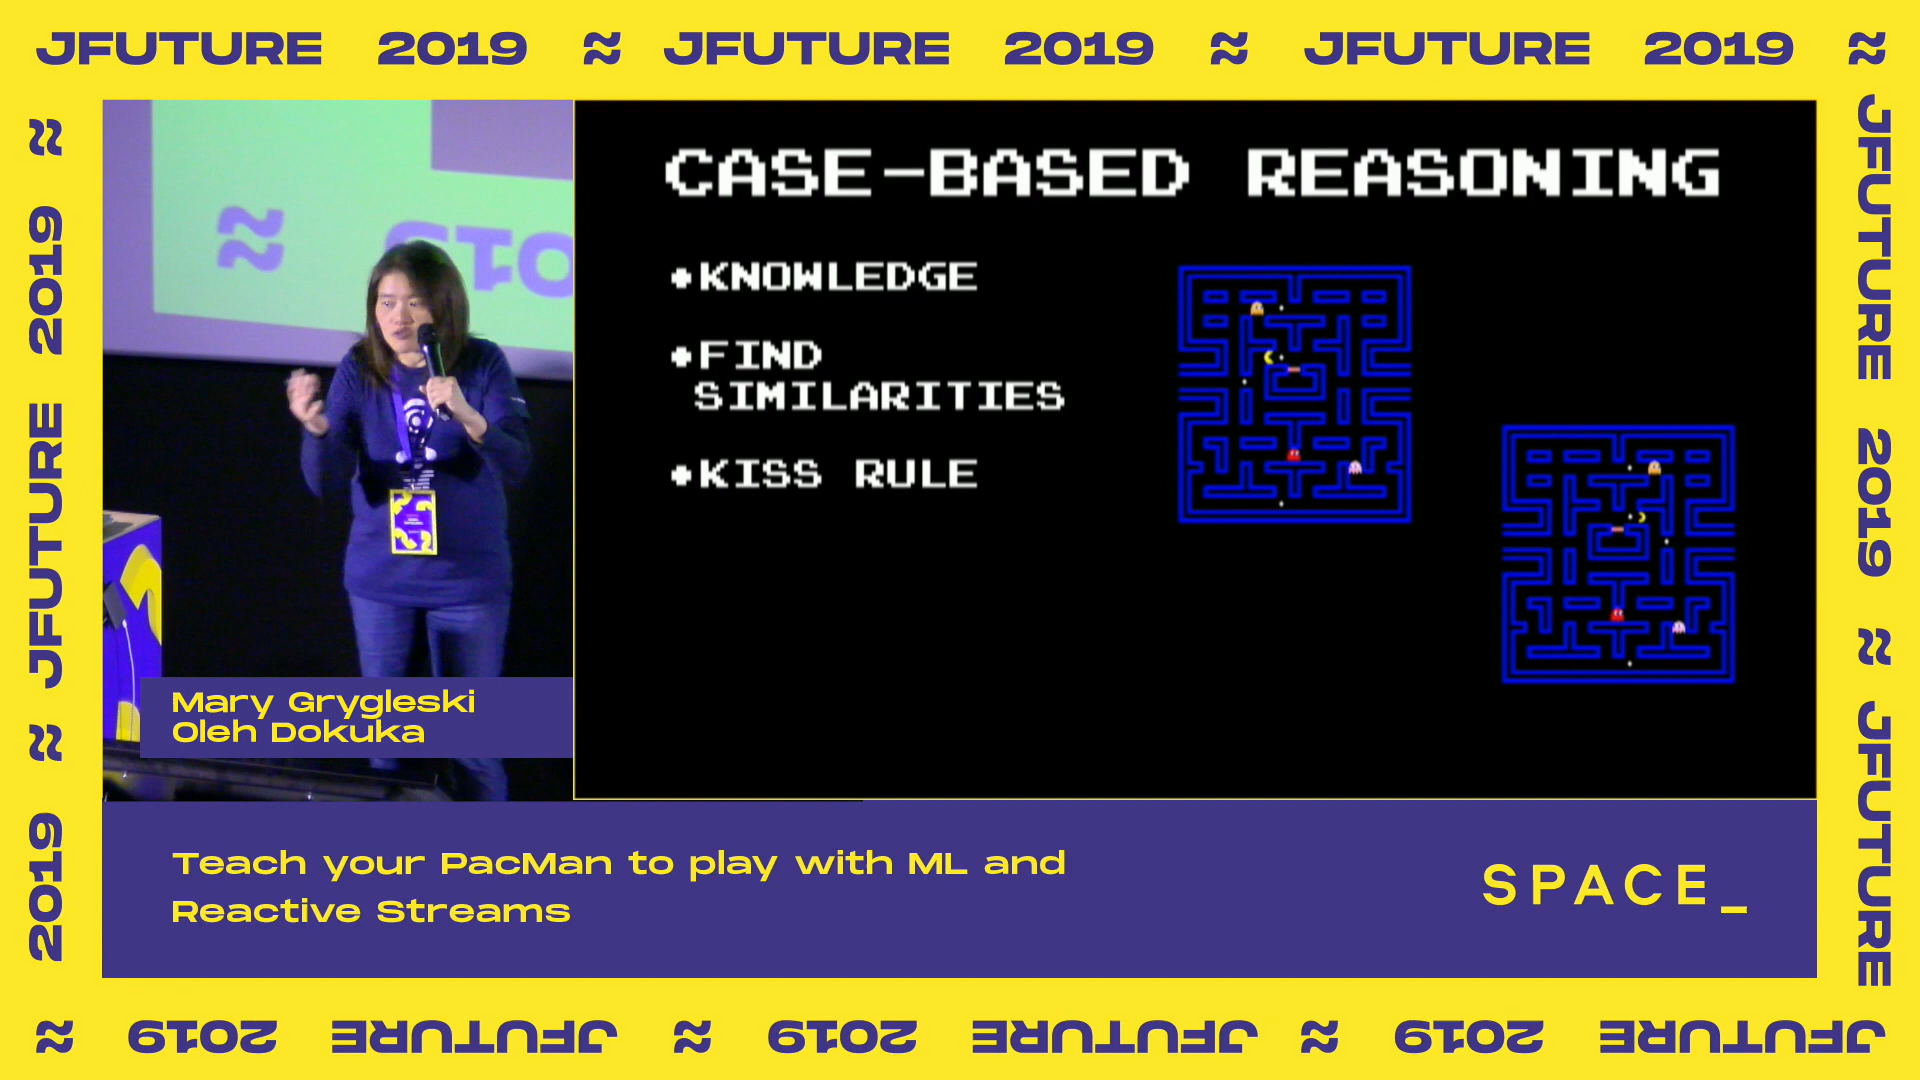 JFUTURE 2019 ≈ JFUTURE 2019 ≈ JFUTURE 2019 ≈
JFUTURE 2019 ≈ JFUTURE
2019 ≈ JFUTURE 2019 ≈
≈ 2019
CASE-BASED REASONING
•KNOWLEDGE
•FIND
SIMILARITIES
•KISS RULE
Mary Grygleski
Oleh Dokuka
Teach your PacMan to play with ML and
Reactive Streams
SPACE_
JFUTURE 2019 ≈ JFUTURE 2019 ≈ JFUTURE 2019 ≈